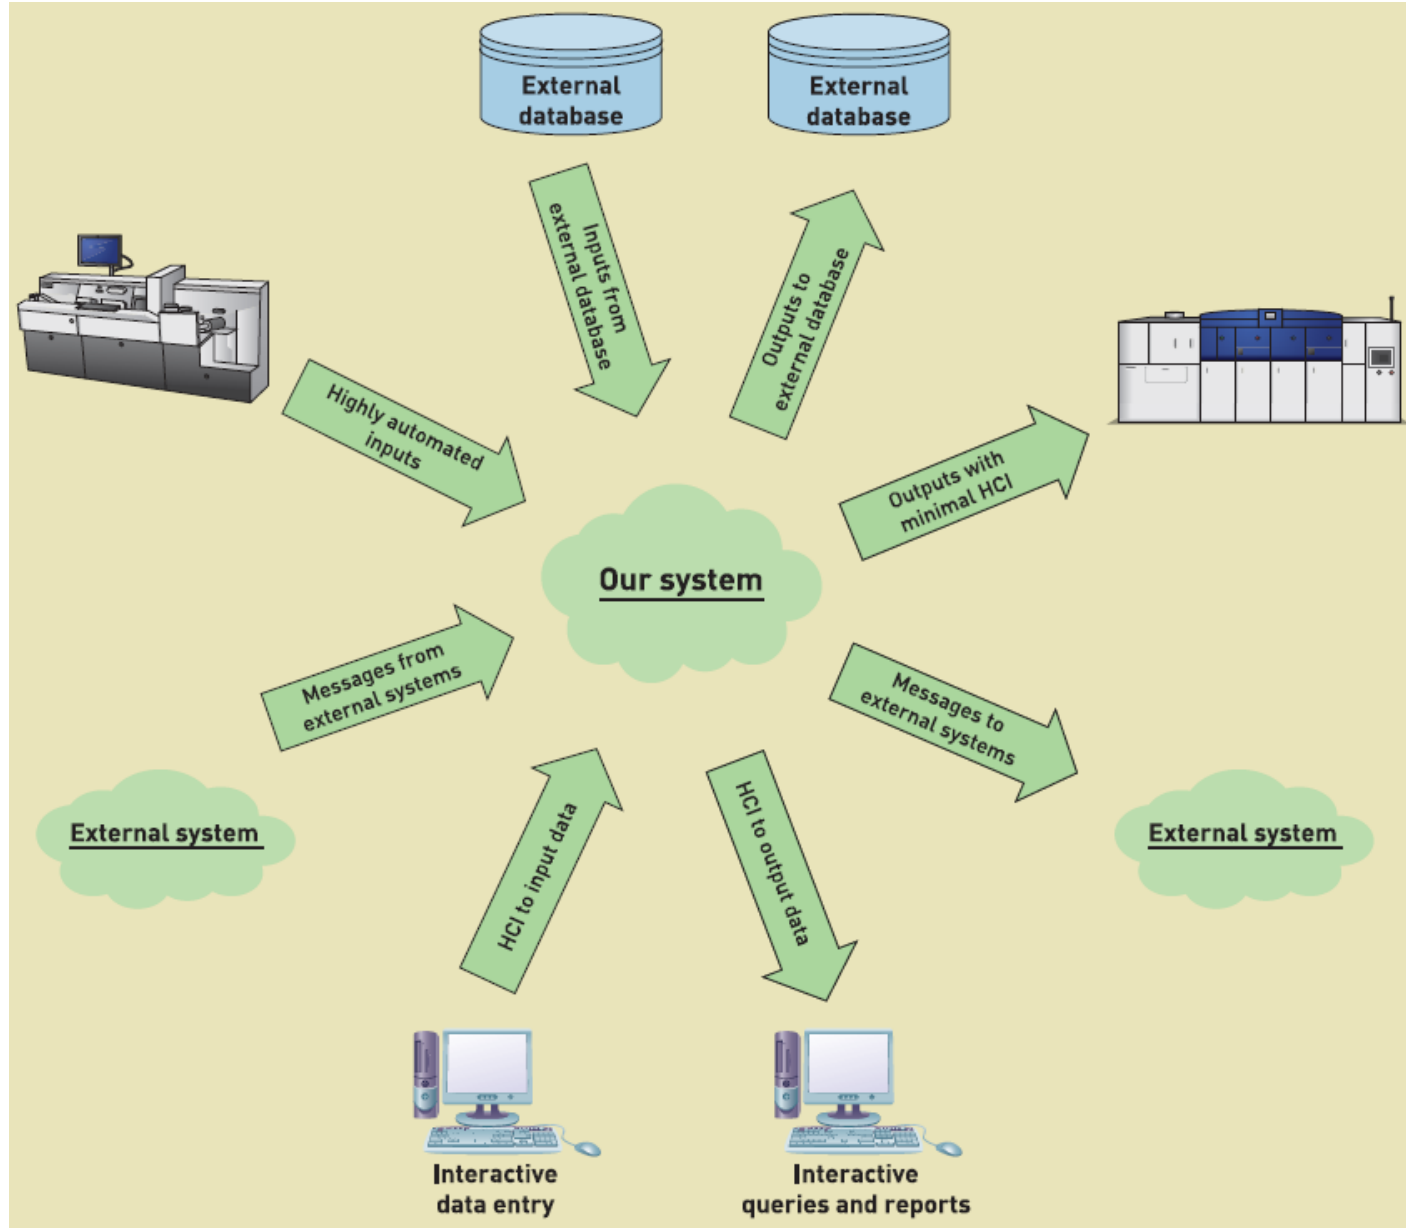 External
database
External
database
Inputs from
external database
Outputs to
external database
Highly automated
inputs
Outputs with
minimal HCI
Our system
Messages from
external systems
Messages to
external systems
External system
External system
HCI to input data
HCI to output data
Interactive
data entry
Interactive
queries and reports